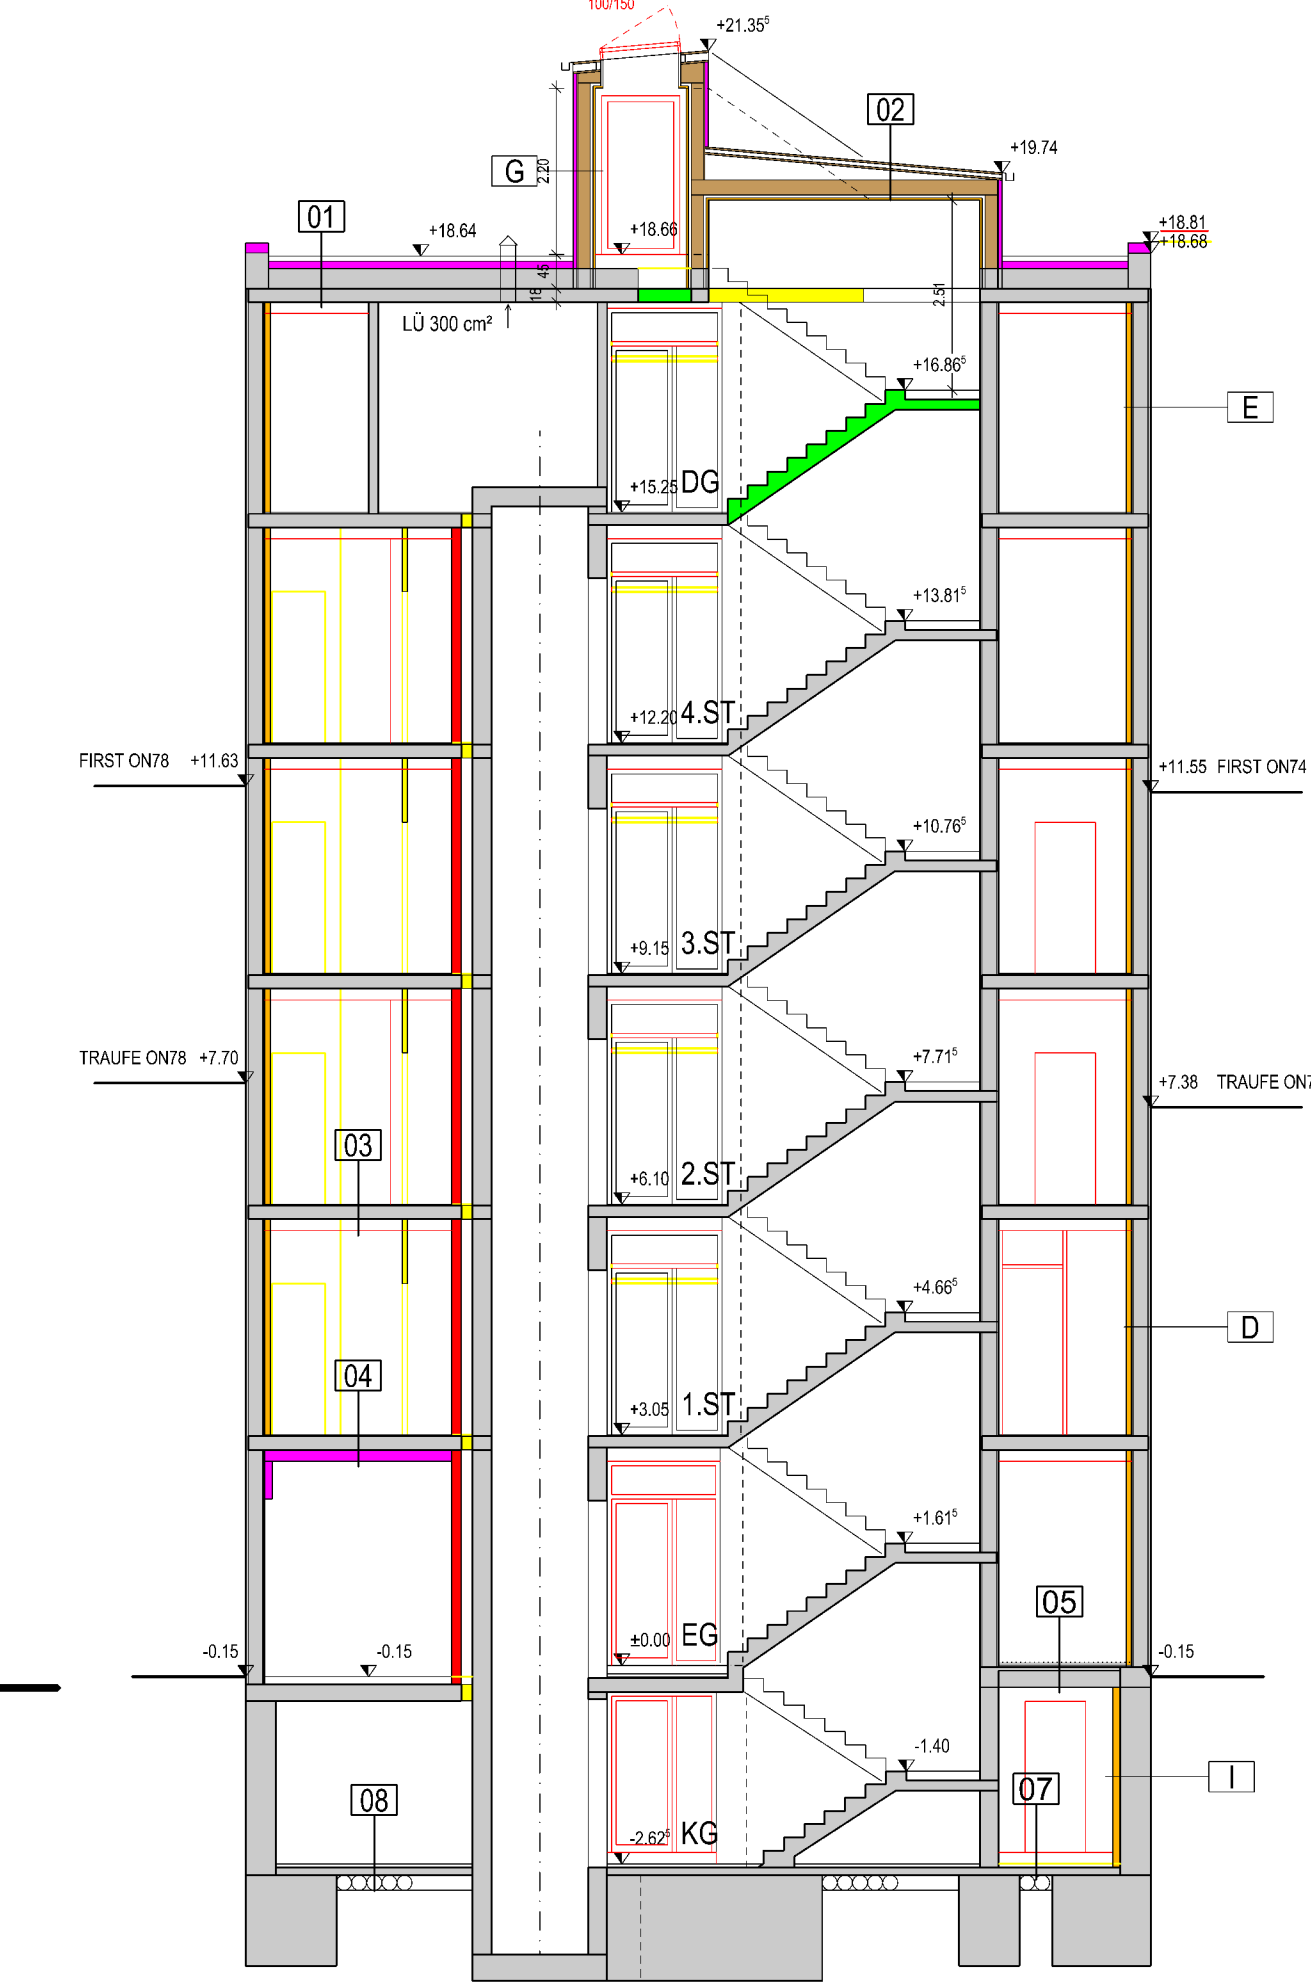 100/150
+21.35⁵
02
+19.74
G
2.20
01
+18.64
+18.66
+18.81
+18.68
45
18
2.51
LÜ 300 cm²
+16.86⁵
E
+15.25 DG
+13.81⁵
+12.20 4.ST
FIRST ON78 +11.63
+11.55 FIRST ON74
+10.76⁵
+9.15 3.ST
TRAUFE ON78 +7.70
+7.71⁵
+7.38 TRAUFE
03
+6.10 2.ST
+4.66⁵
D
04
+3.05 1.ST
+1.61⁵
05
±0.00 EG
-0.15
-0.15
-0.15
-1.40
I
08
07
-2.62⁵ KG